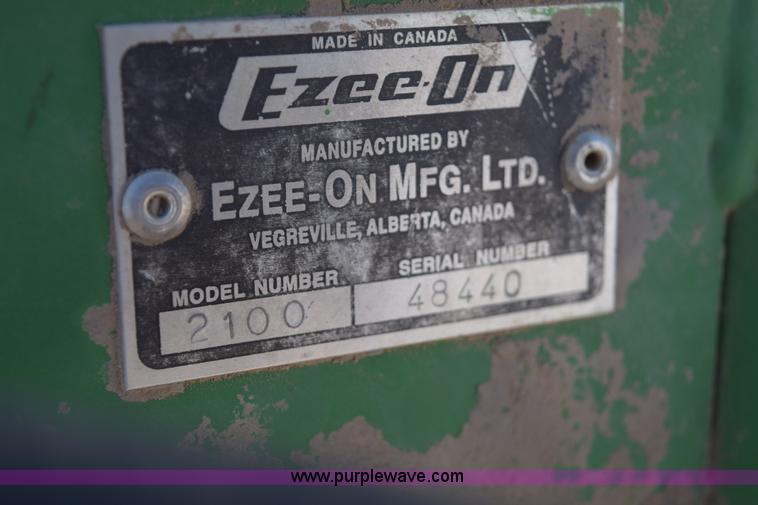 MADE IN CANADA
Ezee-On
MANUFACTURED BY
EZEE-ON MFG. LTD.
VEGREVILLE, ALBERTA, CANADA
MODEL NUMBER SERIAL NUMBER
2100 48440
www.purplewave.com